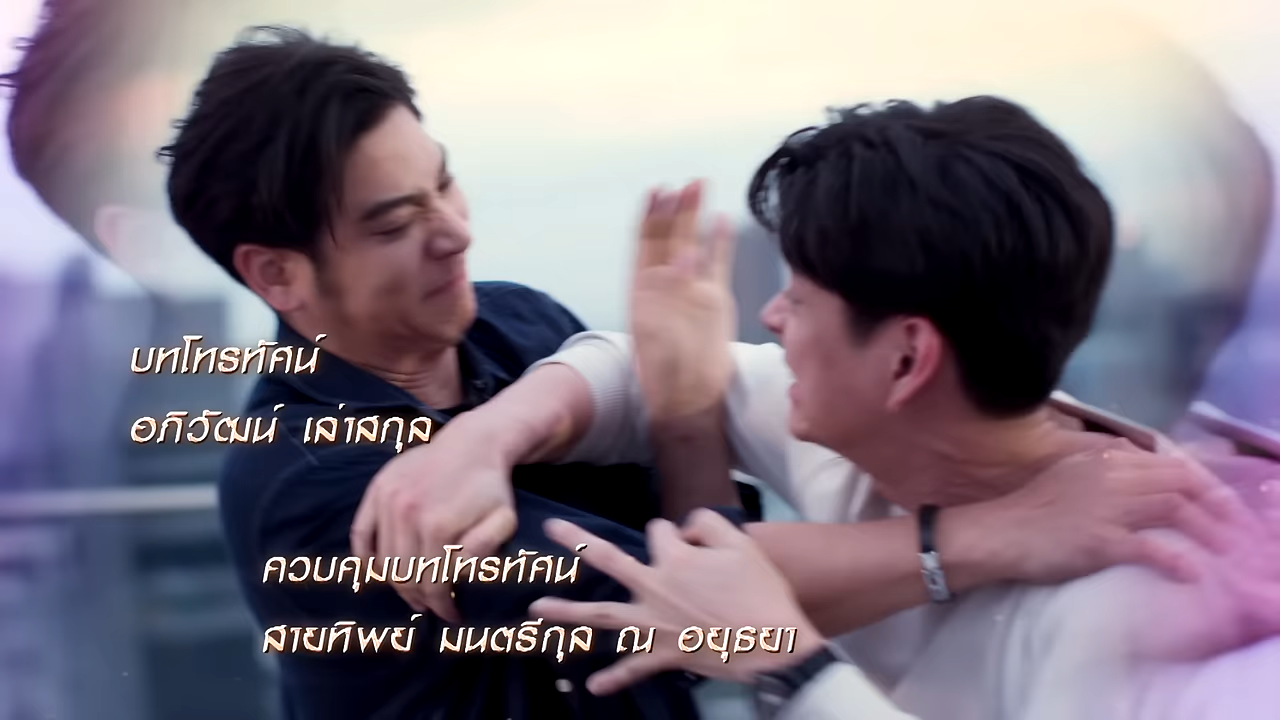 บทโทรทัศน์
อภิวัฒน์ เล่าสกุล
ควบคุมบทโทรทัศน์
สายทิพย์ มนตรีกุล ณ อยุธยา